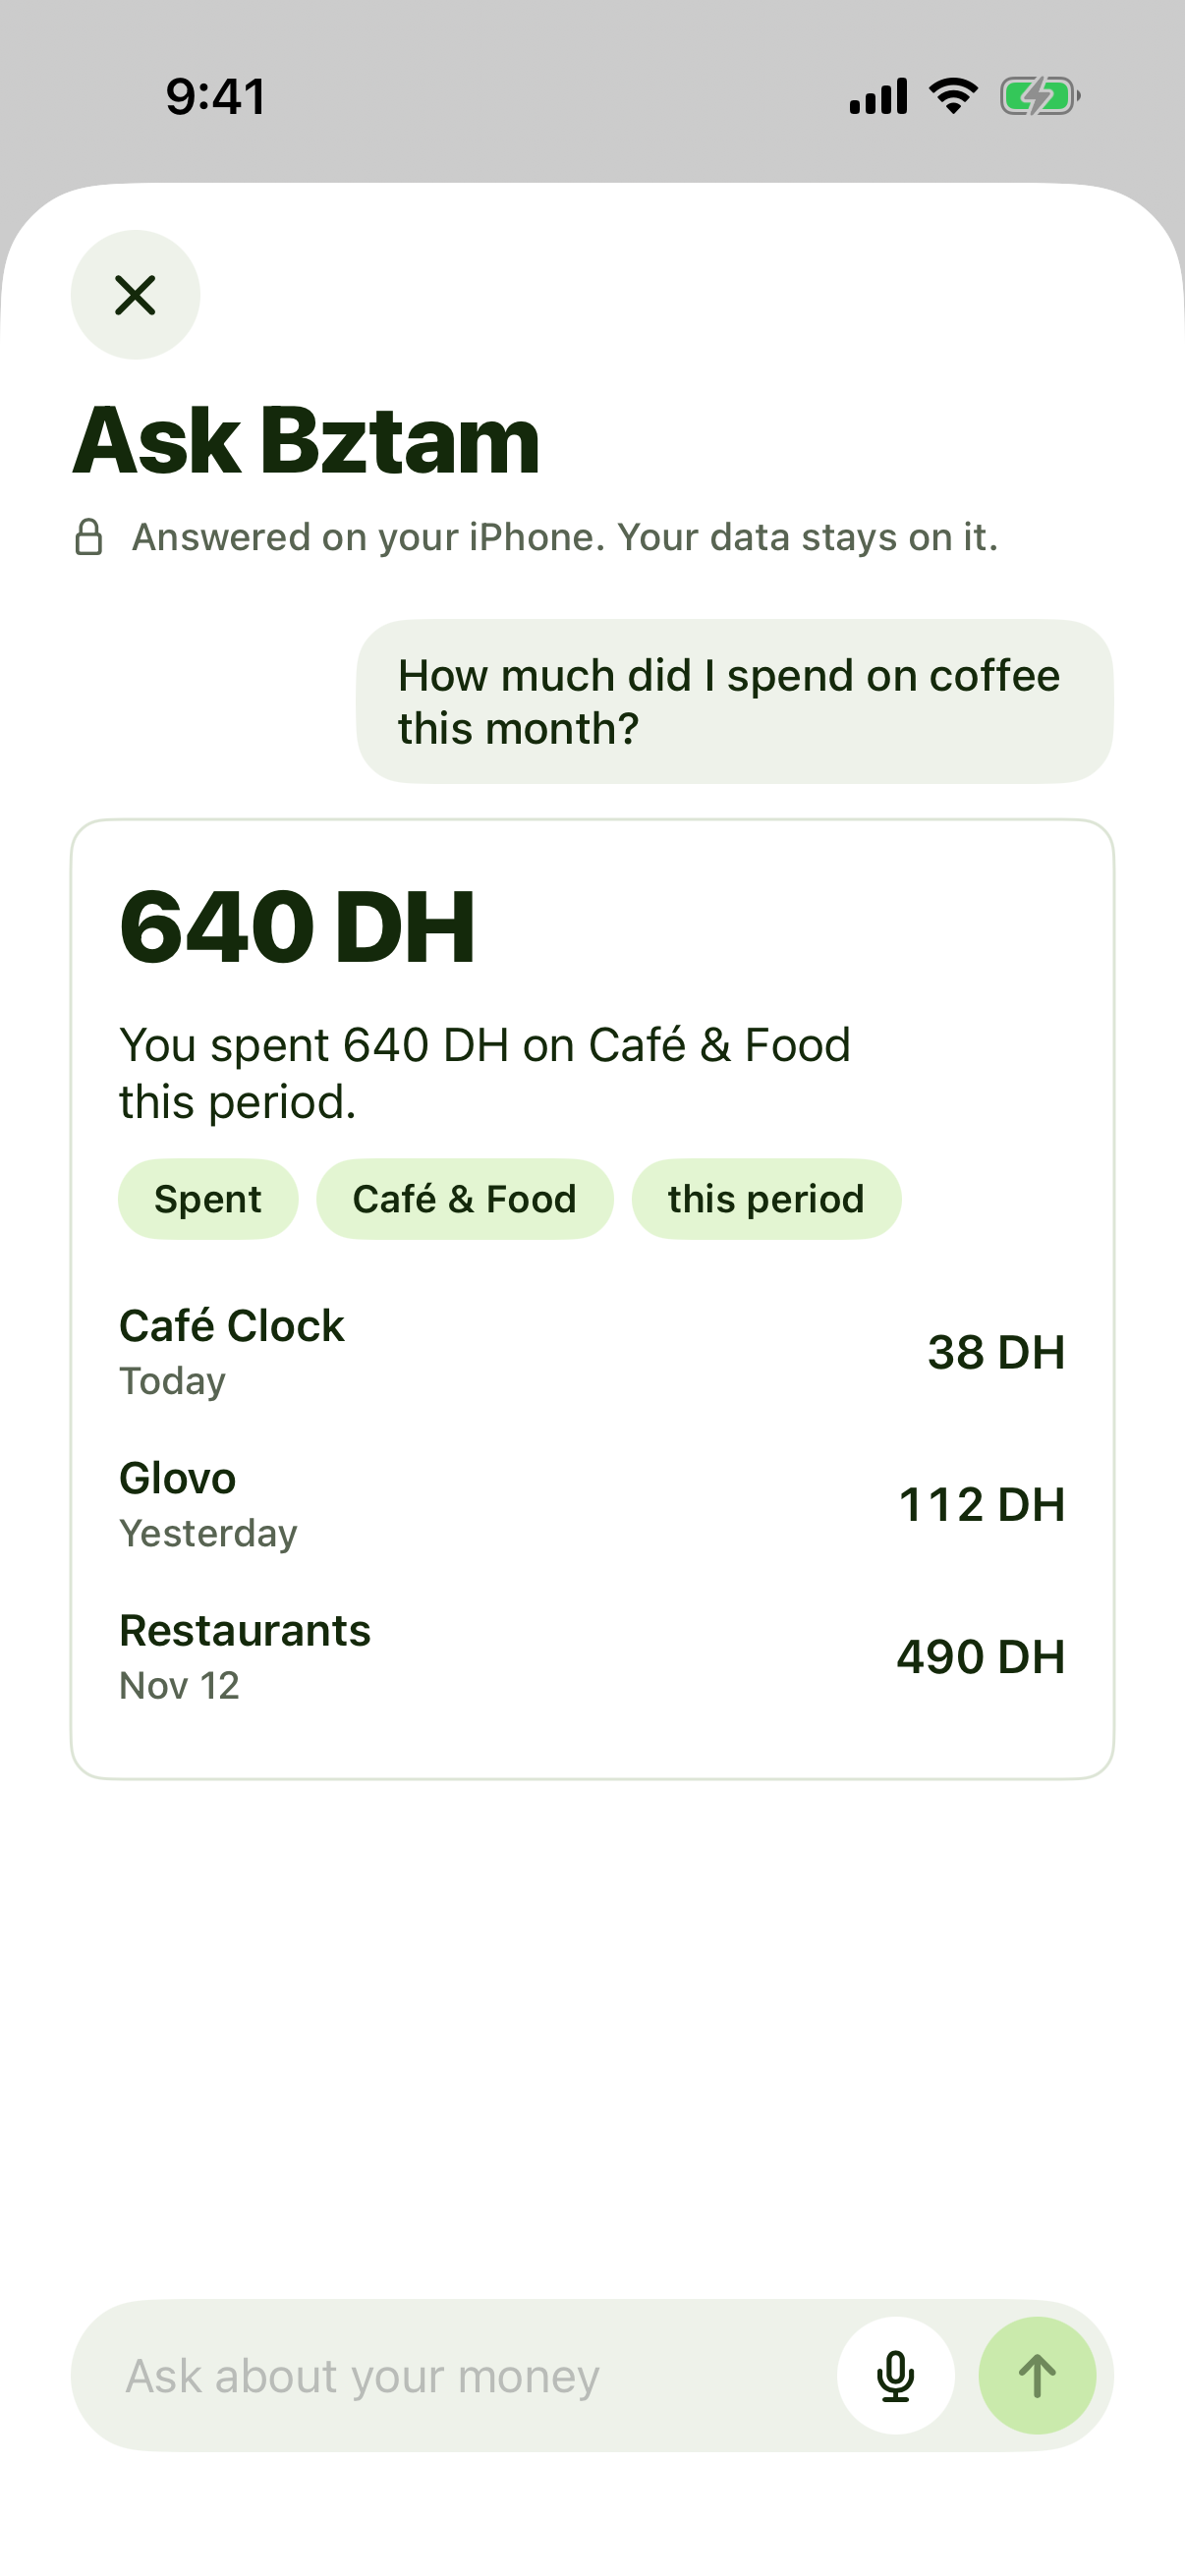 9:41
Ask Bztam
Answered on your iPhone. Your data stays on it.
How much did I spend on coffee
this month?
640 DH
You spent 640 DH on Café & Food
this period.
Spent Café & Food this period
Café Clock
Today
38 DH
Glovo
Yesterday
112 DH
Restaurants
Nov 12
490 DH
Ask about your money